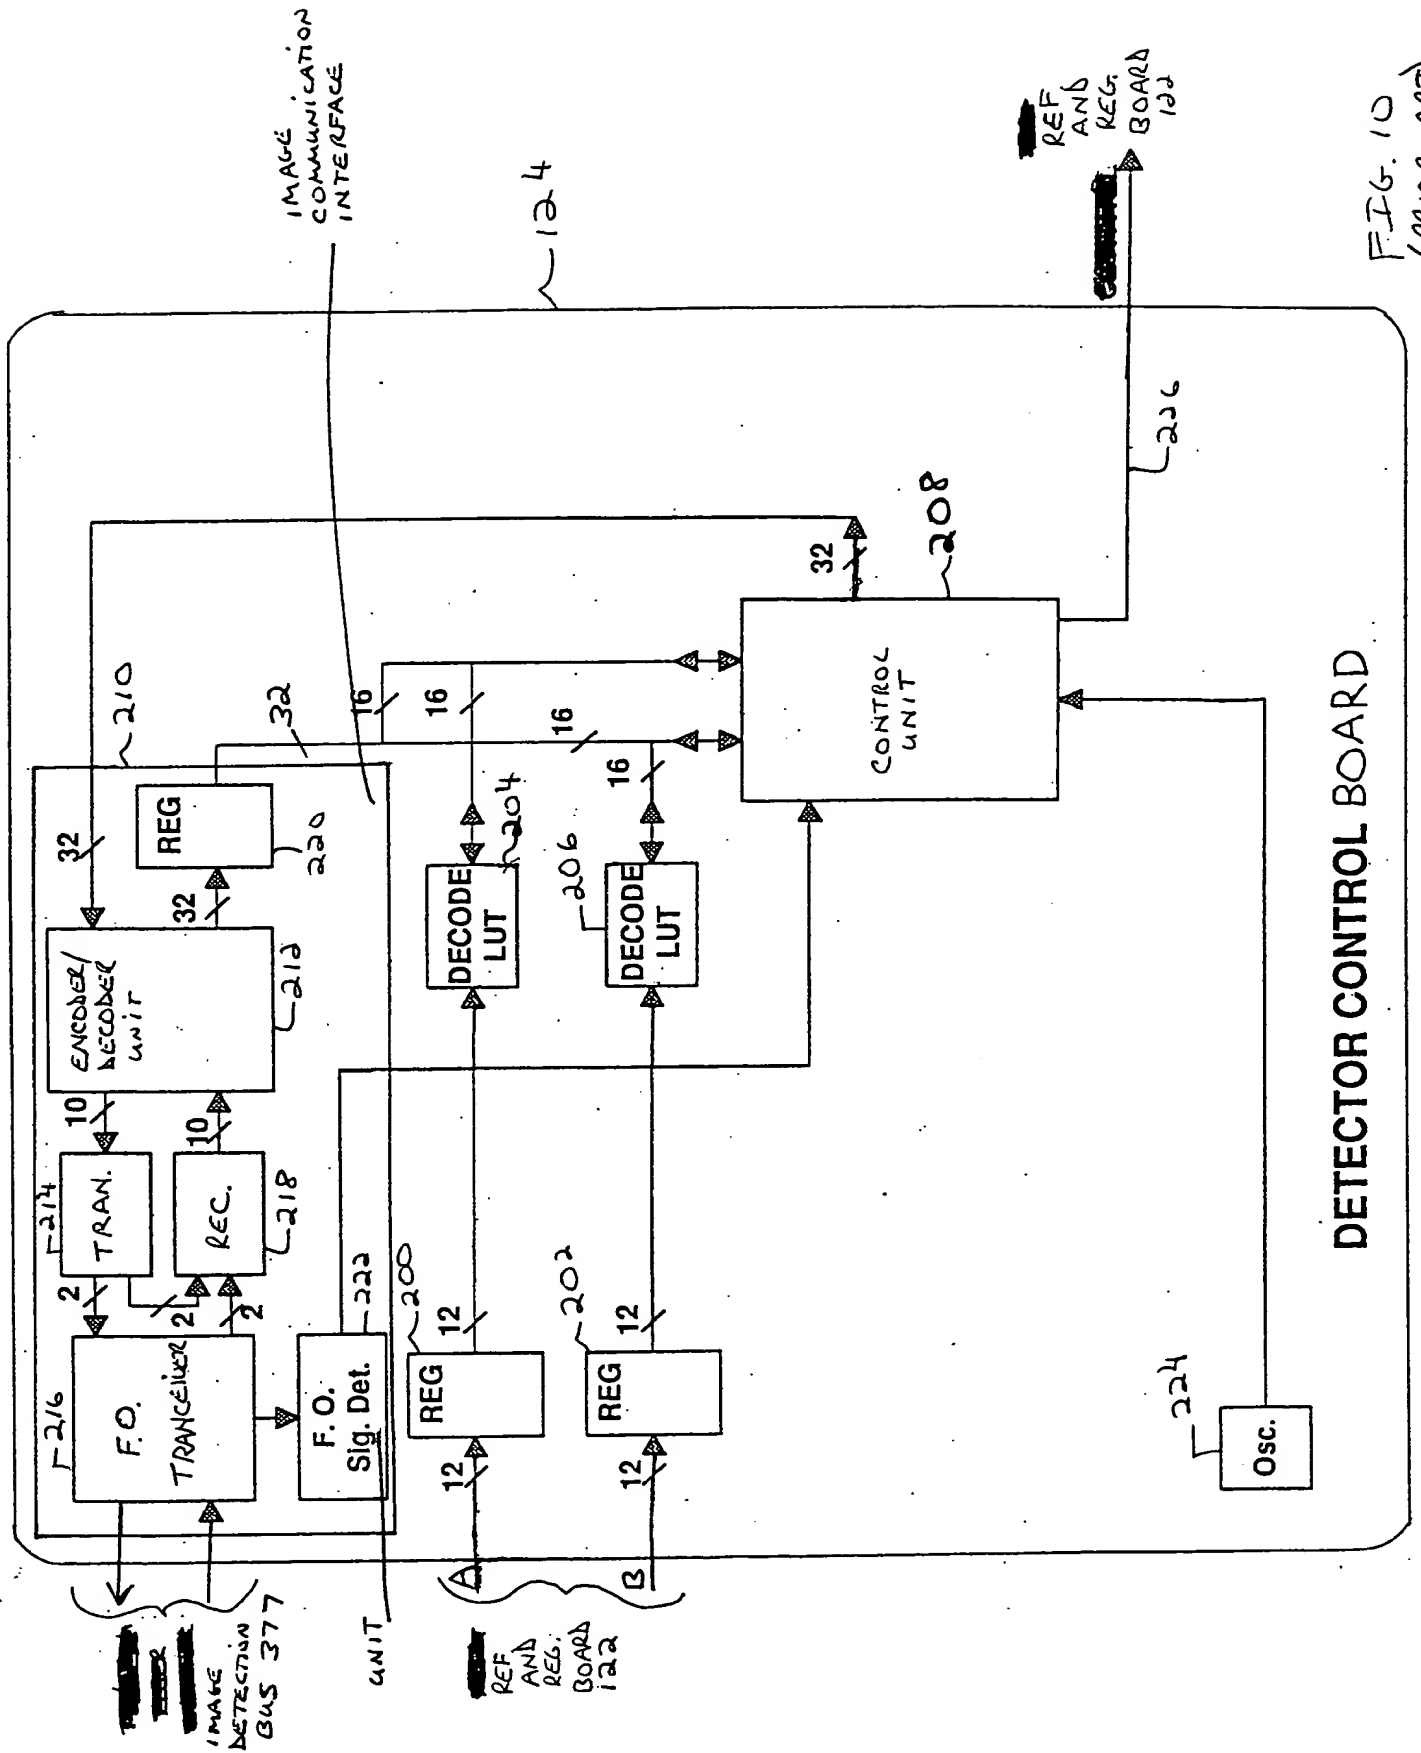 IMAGE
COMMUNICATION
INTERFACE
124
REF
AND
REG.
BOARD
122
FIG. 10
226
210
32
32
REG
220
32
ENCODER/
DECODER
UNIT
212
10
10
214
TRAN.
REC.
218
2
2
2
216
F.O.
TRANCEIVER
F. O.
Sig. Det.
222
UNIT
IMAGE
DETECTION
BUS 377
16
16
16
16
32
208
CONTROL
UNIT
DECODE
LUT
204
206
DECODE
LUT
REG
200
12
12
REG
202
12
12
A
B
REF
AND
REG.
BOARD
122
224
Osc.
DETECTOR CONTROL BOARD